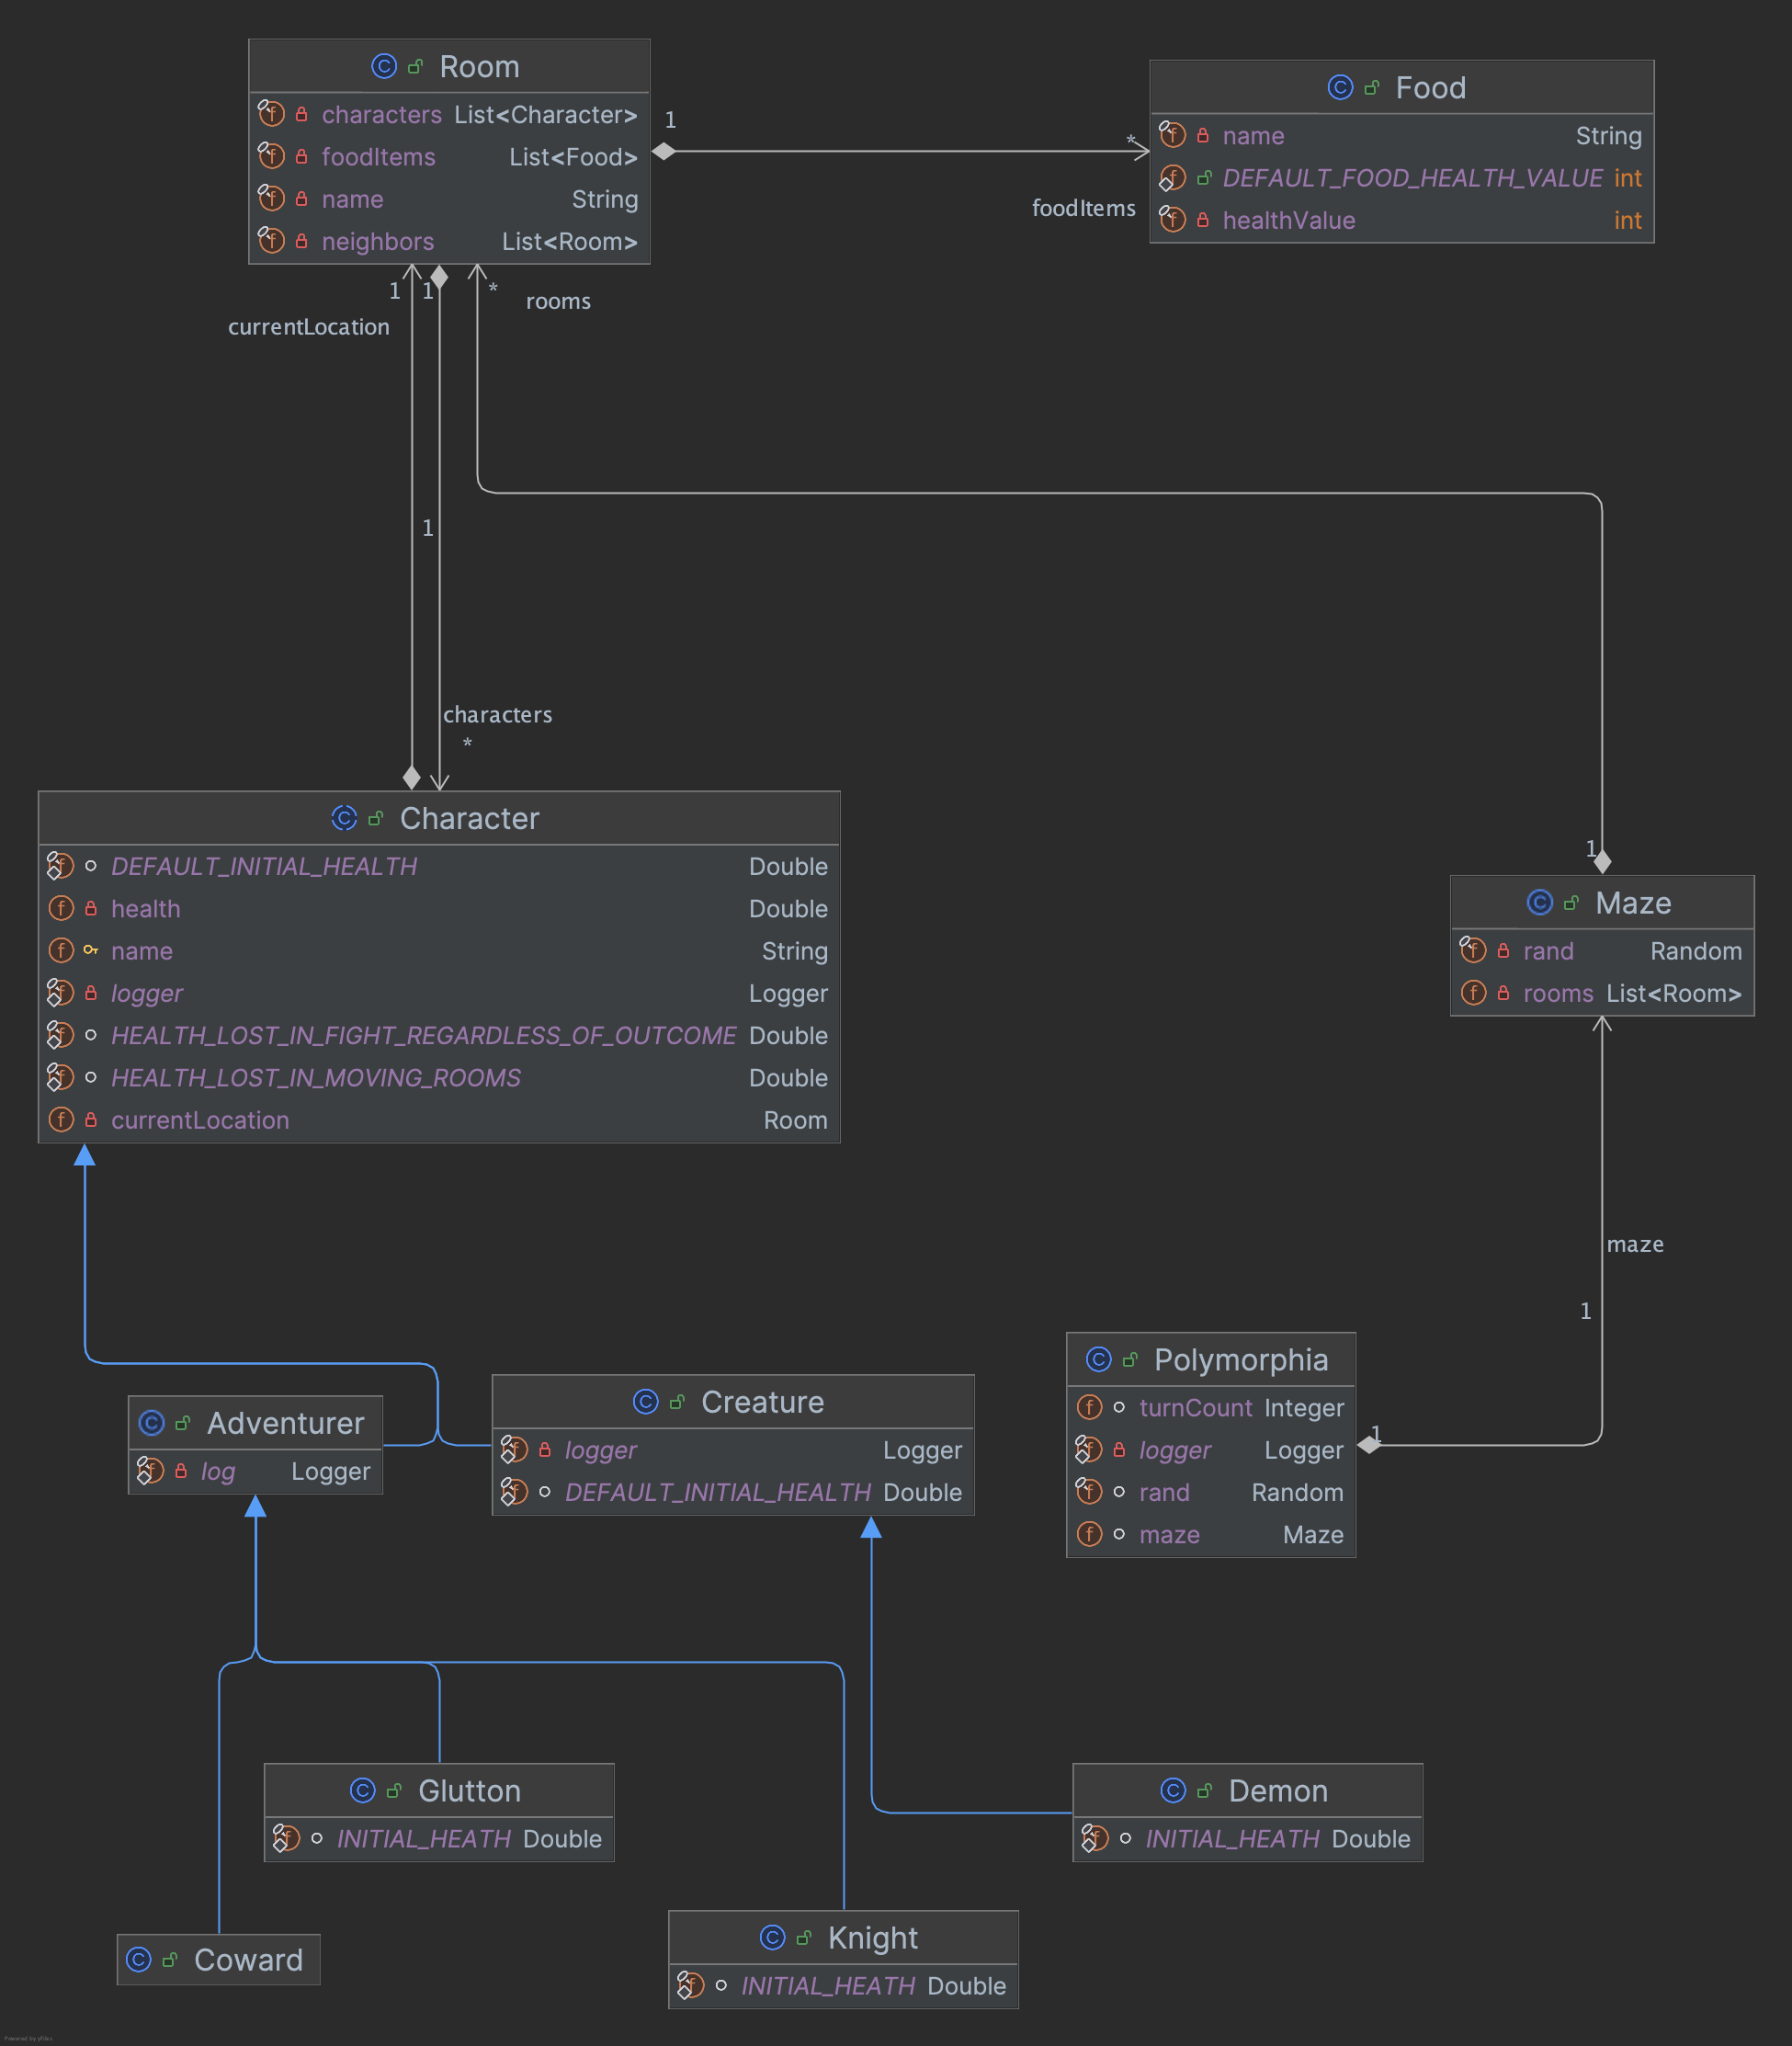 Room
characters List<Character>
foodItems List<Food>
name String
neighbors List<Room>
Food
name String
DEFAULT_FOOD_HEALTH_VALUE int
healthValue int
1
*
foodItems
1
1
*
rooms
currentLocation
1
characters
*
Character
DEFAULT_INITIAL_HEALTH Double
health Double
name String
logger Logger
HEALTH_LOST_IN_FIGHT_REGARDLESS_OF_OUTCOME Double
HEALTH_LOST_IN_MOVING_ROOMS Double
currentLocation Room
1
Maze
rand Random
rooms List<Room>
maze
1
Adventurer
log Logger
Creature
logger Logger
DEFAULT_INITIAL_HEALTH Double
Polymorphia
turnCount Integer
logger Logger
rand Random
maze Maze
1
Glutton
INITIAL_HEATH Double
Demon
INITIAL_HEATH Double
Coward
Knight
INITIAL_HEATH Double
Powered by yFiles